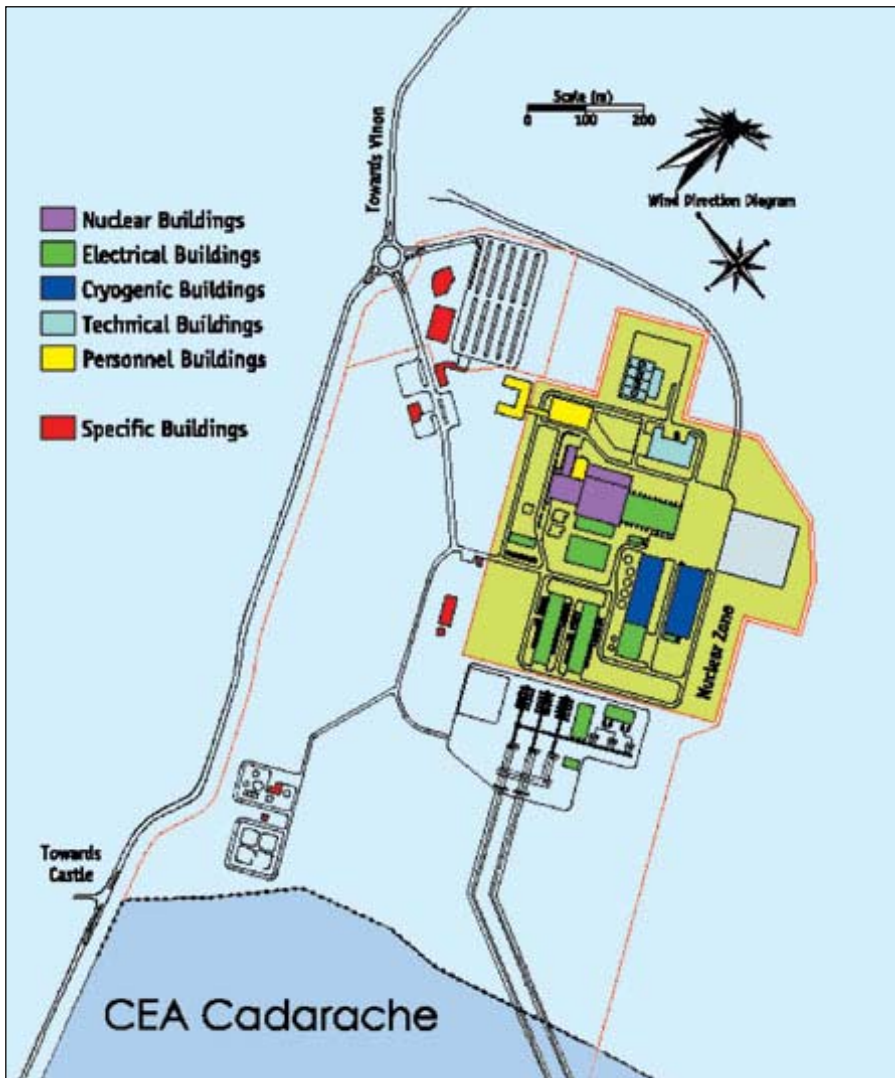 Scale (m)
0 100 200
Towards Vinon
Wind Direction Diagram
Nuclear Buildings
Electrical Buildings
Cryogenic Buildings
Technical Buildings
Personnel Buildings
Specific Buildings
Nuclear Zone
Towards
Castle
CEA Cadarache